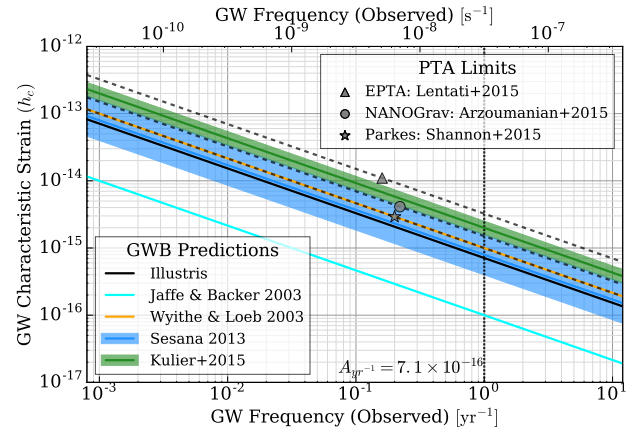 GW Frequency (Observed) [s⁻¹]
10⁻¹⁰ 10⁻⁹ 10⁻⁸ 10⁻⁷
10⁻¹²
10⁻¹³
10⁻¹⁴
10⁻¹⁵
10⁻¹⁶
10⁻¹⁷
GW Characteristic Strain (h_c)
PTA Limits
EPTA: Lentati+2015
NANOGrav: Arzoumanian+2015
Parkes: Shannon+2015
GWB Predictions
Illustris
Jaffe & Backer 2003
Wyithe & Loeb 2003
Sesana 2013
Kulier+2015
A_yr⁻¹ = 7.1 × 10⁻¹⁶
10⁻³ 10⁻² 10⁻¹ 10⁰ 10¹
GW Frequency (Observed) [yr⁻¹]